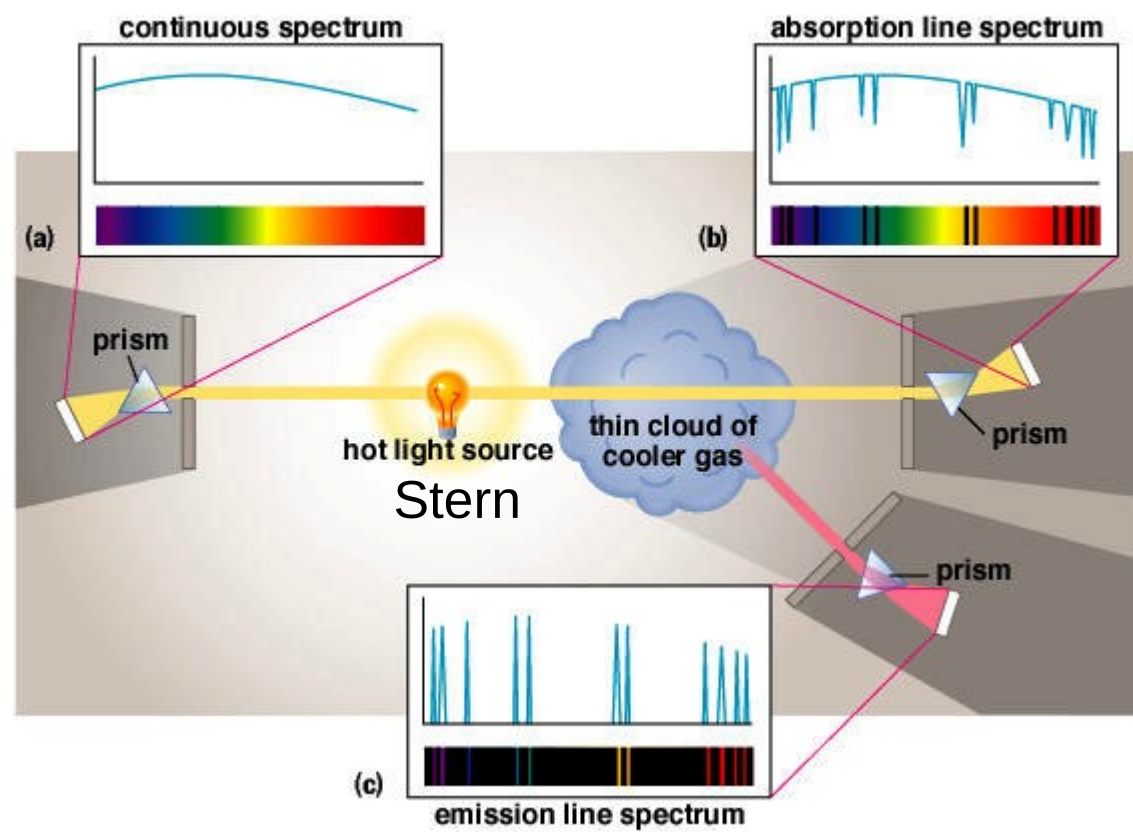 continuous spectrum
absorption line spectrum
(a)
(b)
prism
hot light source
Stern
thin cloud of
cooler gas
prism
prism
(c)
emission line spectrum